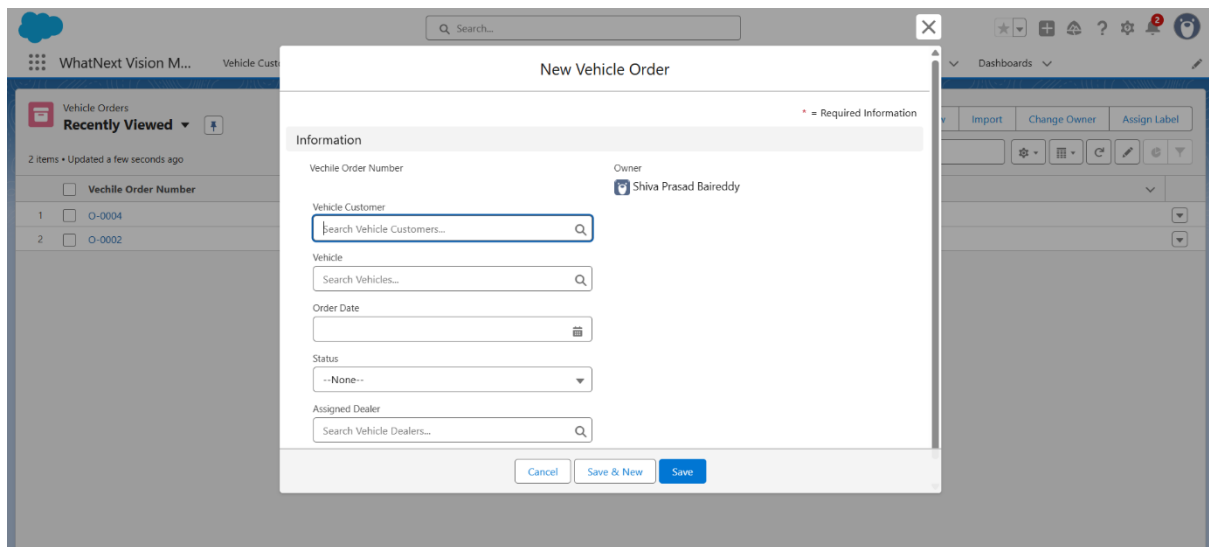 Search...
2
WhatNext Vision M...
Vehicle Cust
Dashboards
New Vehicle Order
Vehicle Orders
Recently Viewed
Import
Change Owner
Assign Label
* = Required Information
Information
2 items • Updated a few seconds ago
Vechile Order Number
1 O-0004
2 O-0002
Vechile Order Number
Owner
Shiva Prasad Baireddy
Vehicle Customer
Search Vehicle Customers...
Vehicle
Search Vehicles...
Order Date
Status
--None--
Assigned Dealer
Search Vehicle Dealers...
Cancel
Save & New
Save